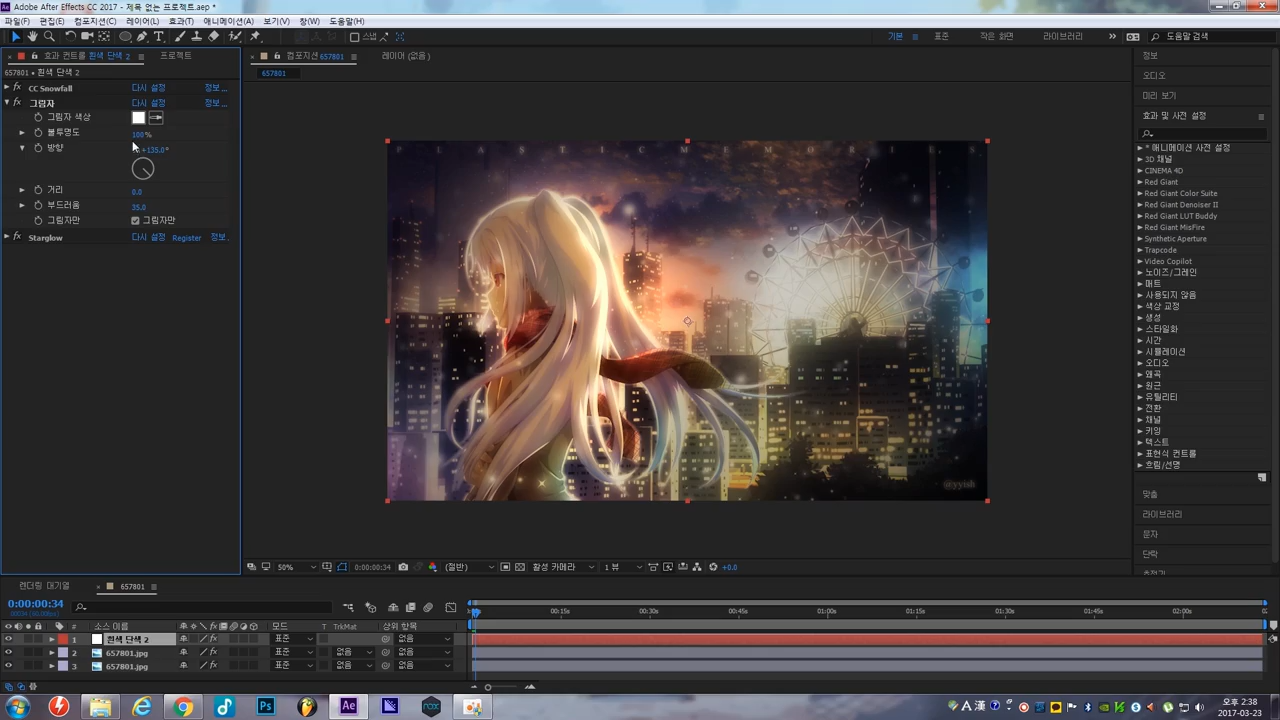 Adobe After Effects CC 2017 - 제목 없는 프로젝트.aep *
파일(F) 편집(E) 컴포지션(C) 레이어(L) 효과(T) 애니메이션(A) 보기(V) 창(W) 도움말(H)
스냅 기본 표준 작은 화면 라이브러리 도움말 검색
효과 컨트롤 흰색 단색 2 프로젝트
657801 • 흰색 단색 2
CC Snowfall 다시 설정 정보...
그림자 다시 설정 정보...
그림자 색상
불투명도 100%
방향 +135.0°
거리 0.0
부드러움 35.0
그림자만 그림자만
Starglow 다시 설정 Register 정보.
컴포지션 657801 레이어 (없음)
657801
P L A S T I C M E M O R I E S
50% 0:00:00:34 (절반) 활성 카메라 1 뷰 +0.0
정보
오디오
미리 보기
효과 및 사전 설정
* 애니메이션 사전 설정
3D 채널
CINEMA 4D
Red Giant
Red Giant Color Suite
Red Giant Denoiser II
Red Giant LUT Buddy
Red Giant MisFire
Synthetic Aperture
Trapcode
Video Copilot
노이즈/그레인
매트
사용되지 않음
색상 교정
생성
스타일화
시간
시뮬레이션
오디오
왜곡
원근
유틸리티
전환
채널
키잉
텍스트
표현식 컨트롤
흐림/선명
맞춤
라이브러리
문자
단락
렌더링 대기열 657801
0:00:00:34
# 소스 이름 모드 T TrkMat 상위 항목
1 흰색 단색 2 표준 없음
2 657801.jpg 표준 없음 없음
3 657801.jpg 표준 없음 없음
00:15s 00:30s 00:45s 01:00s 01:15s 01:30s 01:45s 02:00s
A 漢
오후 2:38
2017-03-23